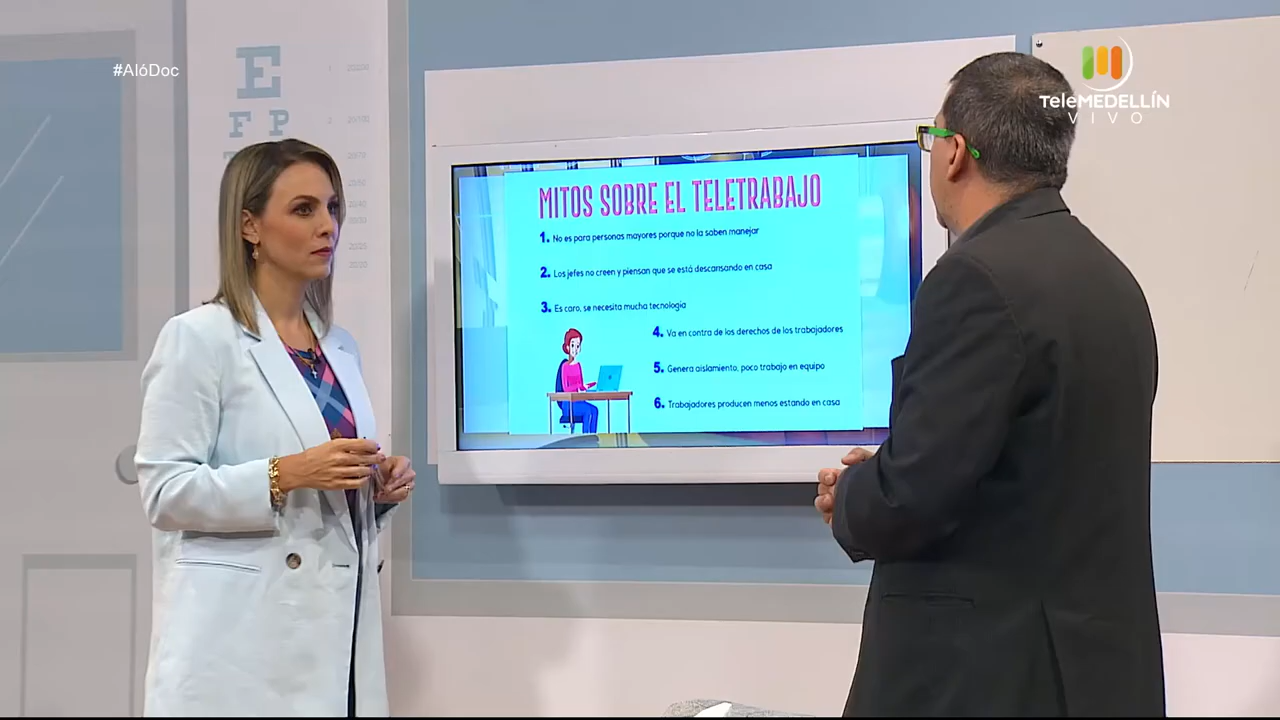 #AlóDoc
TeleMEDELLÍN
VIVO
E
F P
MITOS SOBRE EL TELETRABAJO
1. No es para personas mayores porque no la saben manejar
2. Los jefes no creen y piensan que se está descansando en casa
3. Es caro, se necesita mucha tecnología
4. Va en contra de los derechos de los trabajadores
5. Genera aislamiento, poco trabajo en equipo
6. Trabajadores producen menos estando en casa